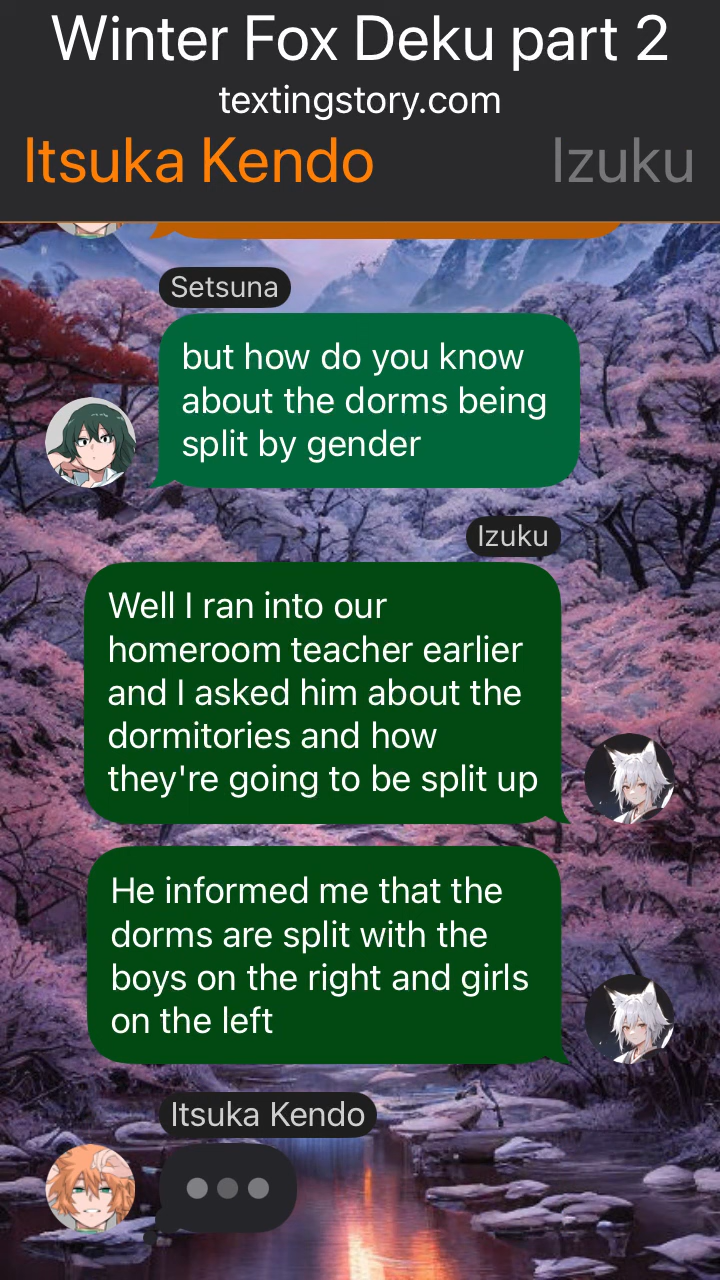 Winter Fox Deku part 2
textingstory.com
Itsuka Kendo
Izuku
Setsuna
but how do you know
about the dorms being
split by gender
Izuku
Well I ran into our
homeroom teacher earlier
and I asked him about the
dormitories and how
they're going to be split up
He informed me that the
dorms are split with the
boys on the right and girls
on the left
Itsuka Kendo